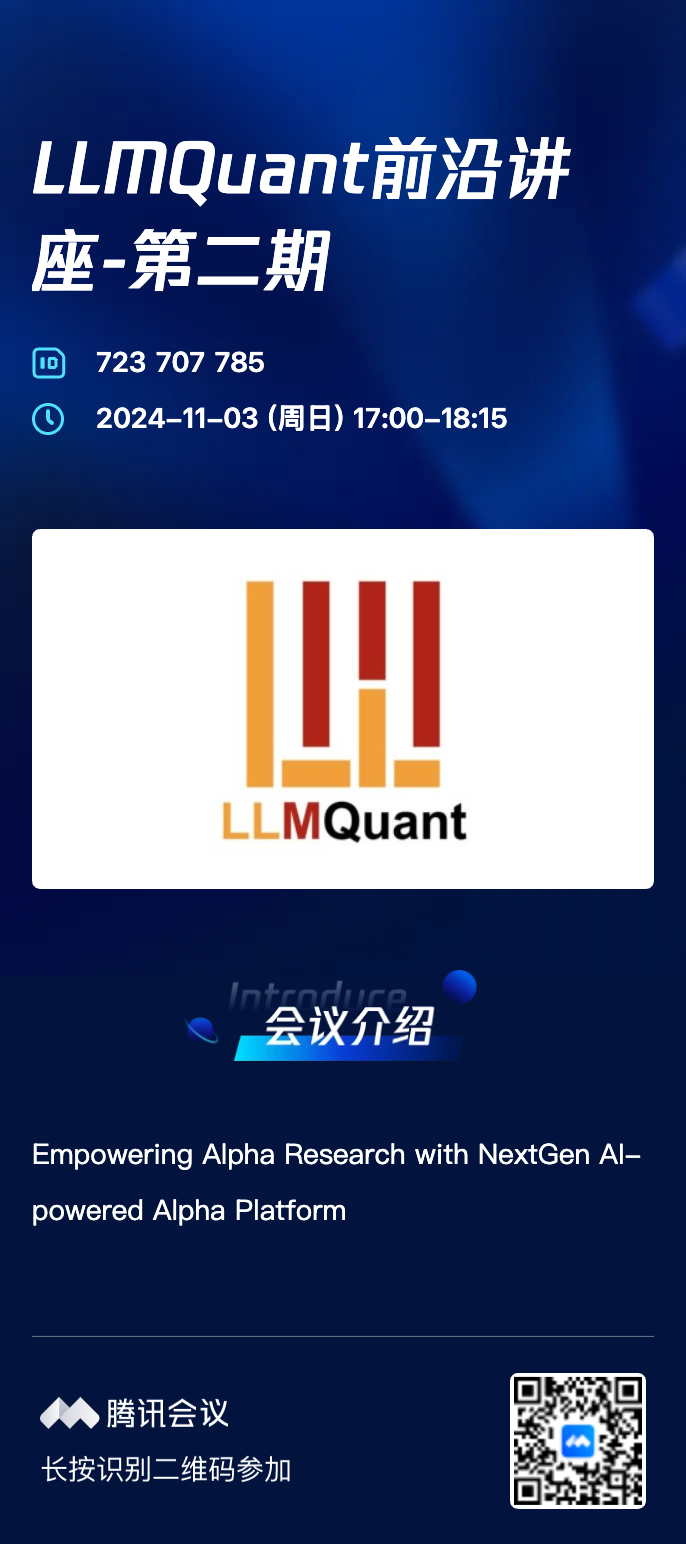 LLMQuant前沿讲
座-第二期
723 707 785
2024-11-03 (周日) 17:00-18:15
LLMQuant
Introduce
会议介绍
Empowering Alpha Research with NextGen AI-
powered Alpha Platform
腾讯会议
长按识别二维码参加